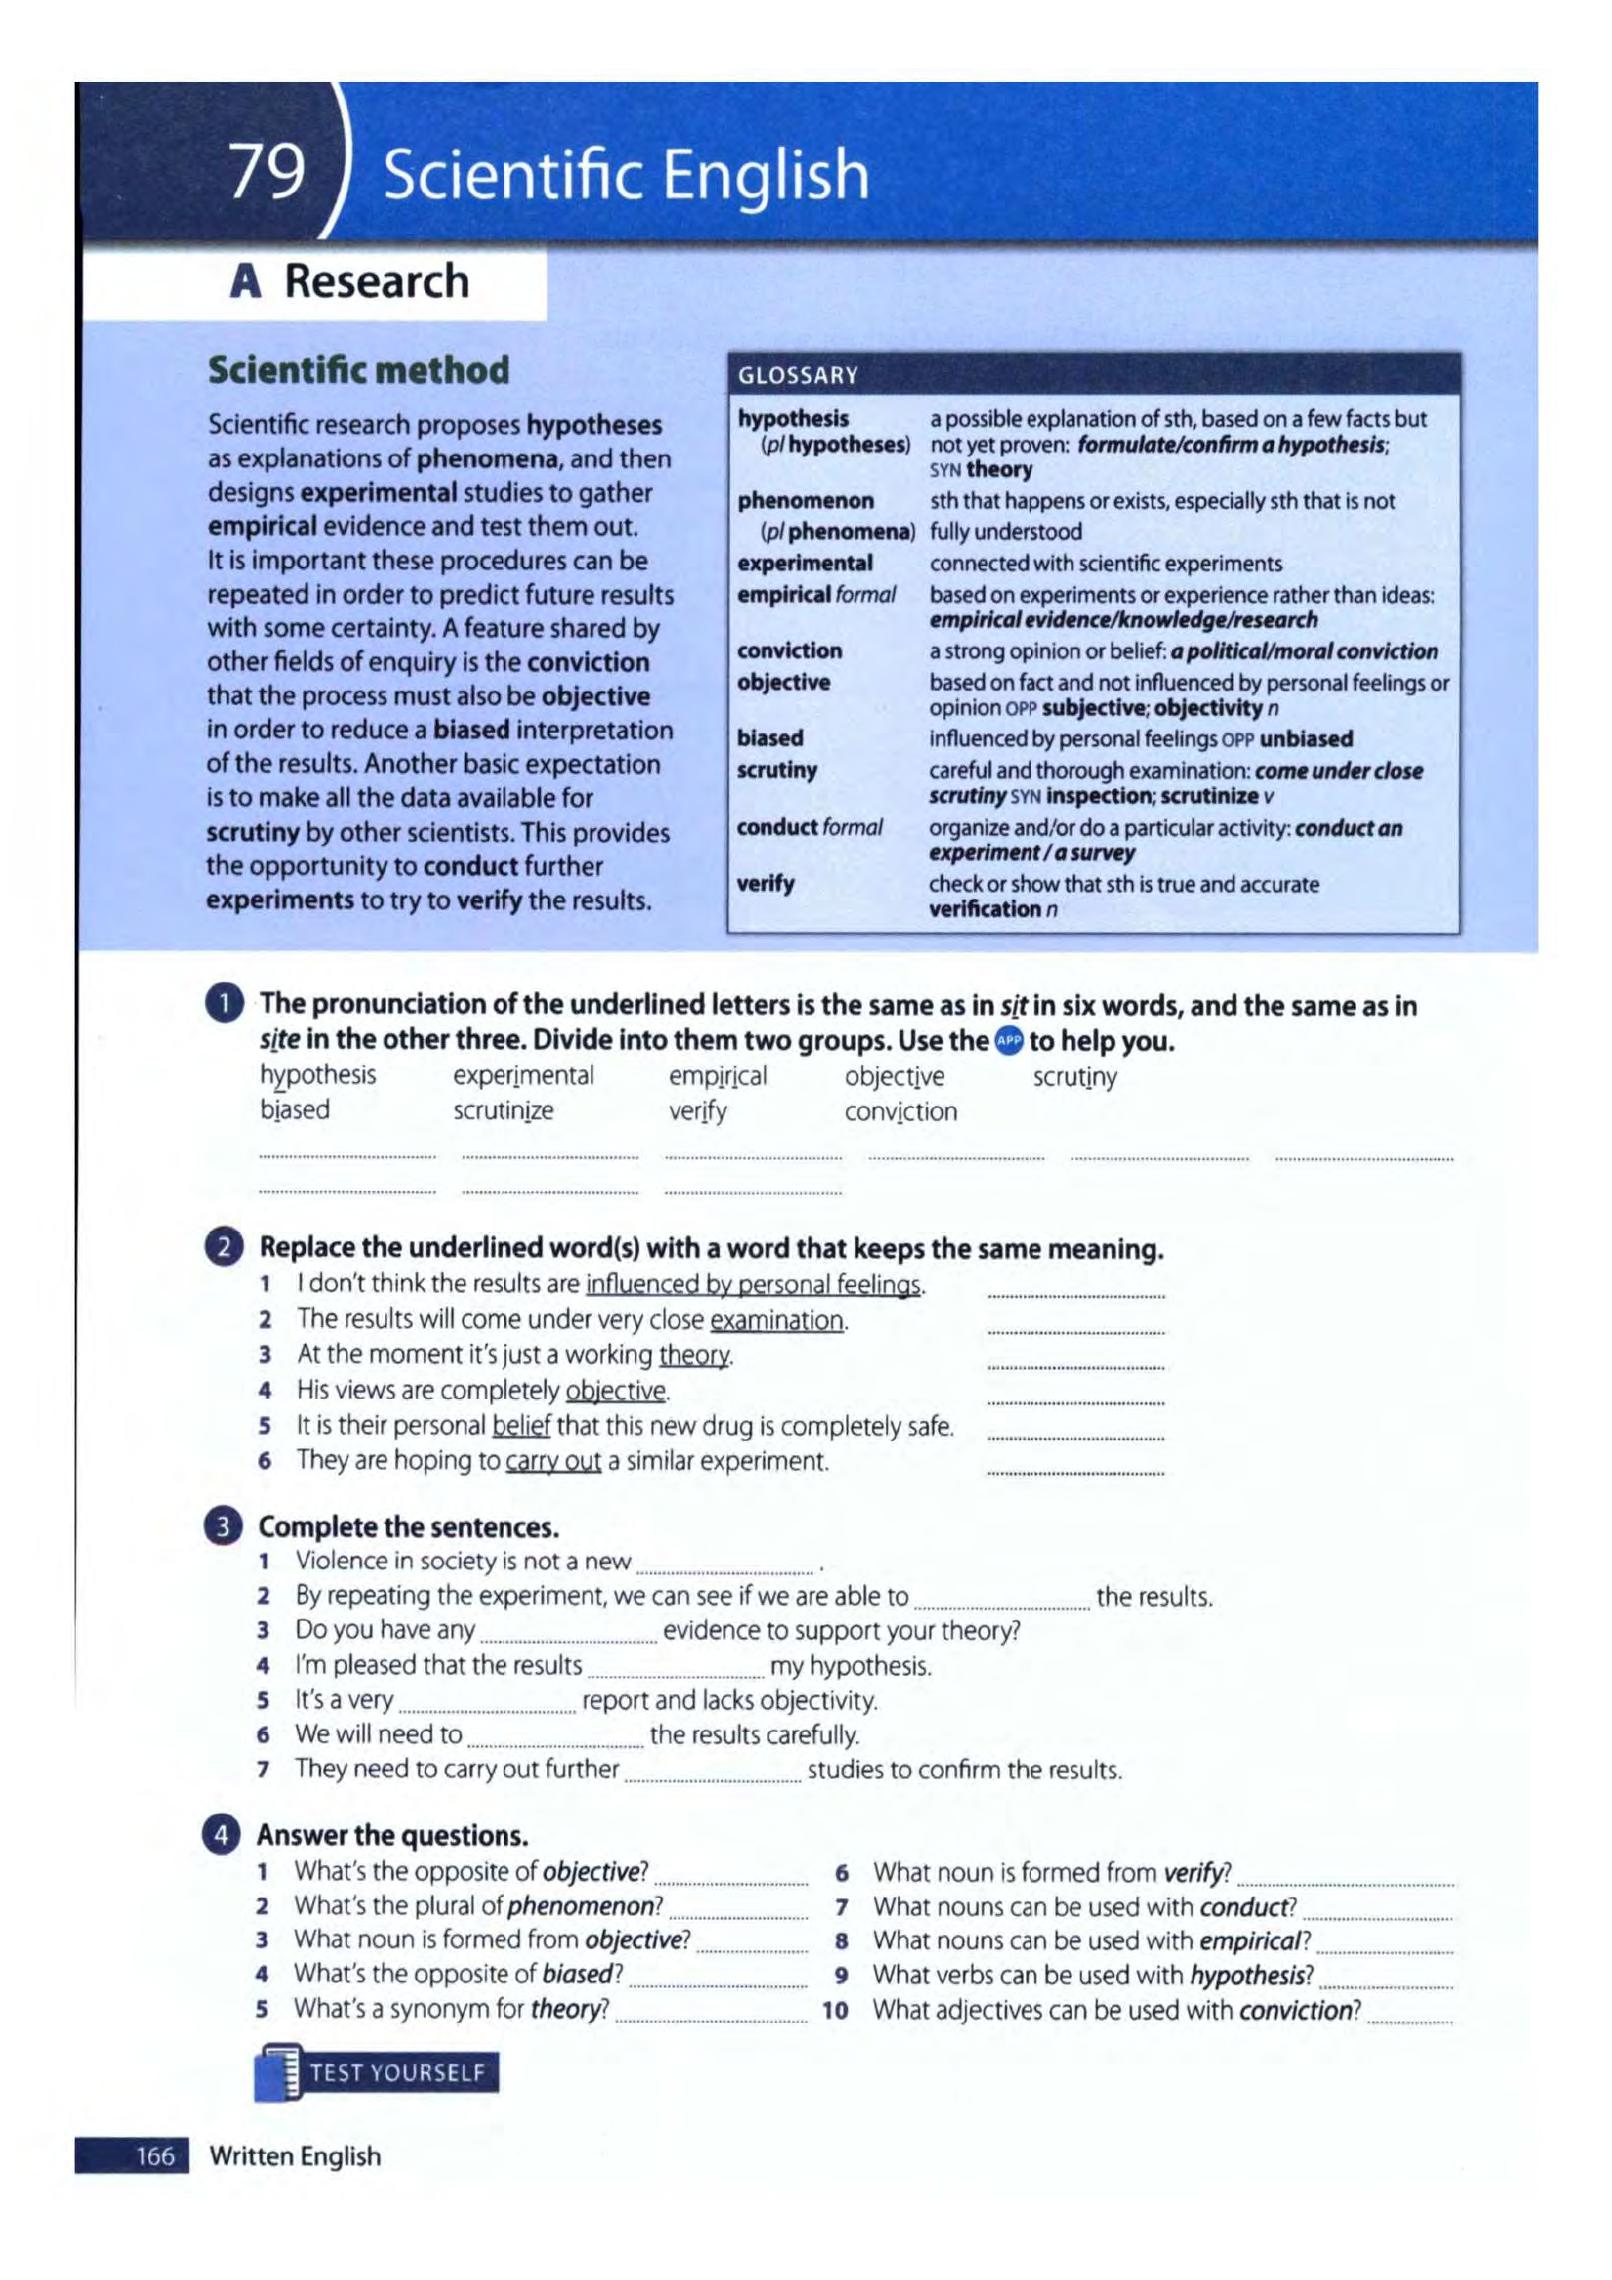 79 Scientific English
A Research
Scientific method
Scientific research proposes hypotheses
as explanations of phenomena, and then
designs experimental studies to gather
empirical evidence and test them out.
It is important these procedures can be
repeated in order to predict future results
with some certainty. A feature shared by
other fields of enquiry is the conviction
that the process must also be objective
in order to reduce a biased interpretation
of the results. Another basic expectation
is to make all the data available for
scrutiny by other scientists. This provides
the opportunity to conduct further
experiments to try to verify the results.
GLOSSARY
hypothesis a possible explanation of sth, based on a few facts but
(pl hypotheses) not yet proven: formulate/confirm a hypothesis;
SYN theory
phenomenon sth that happens or exists, especially sth that is not
(pl phenomena) fully understood
experimental connected with scientific experiments
empirical formal based on experiments or experience rather than ideas:
empirical evidence/knowledge/research
conviction a strong opinion or belief: a political/moral conviction
objective based on fact and not influenced by personal feelings or
opinion OPP subjective; objectivity n
biased influenced by personal feelings OPP unbiased
scrutiny careful and thorough examination: come under close
scrutiny SYN inspection; scrutinize v
conduct formal organize and/or do a particular activity: conduct an
experiment / a survey
verify check or show that sth is true and accurate
verification n
1 The pronunciation of the underlined letters is the same as in sit in six words, and the same as in
site in the other three. Divide into them two groups. Use the APP to help you.
hypothesis experimental empirical objective scrutiny
biased scrutinize verify conviction
2 Replace the underlined word(s) with a word that keeps the same meaning.
1 I don't think the results are influenced by personal feelings.
2 The results will come under very close examination.
3 At the moment it's just a working theory.
4 His views are completely objective.
5 It is their personal belief that this new drug is completely safe.
6 They are hoping to carry out a similar experiment.
3 Complete the sentences.
1 Violence in society is not a new .
2 By repeating the experiment, we can see if we are able to the results.
3 Do you have any evidence to support your theory?
4 I'm pleased that the results my hypothesis.
5 It's a very report and lacks objectivity.
6 We will need to the results carefully.
7 They need to carry out further studies to confirm the results.
4 Answer the questions.
1 What's the opposite of objective?
2 What's the plural of phenomenon?
3 What noun is formed from objective?
4 What's the opposite of biased?
5 What's a synonym for theory?
6 What noun is formed from verify?
7 What nouns can be used with conduct?
8 What nouns can be used with empirical?
9 What verbs can be used with hypothesis?
10 What adjectives can be used with conviction?
TEST YOURSELF
166 Written English